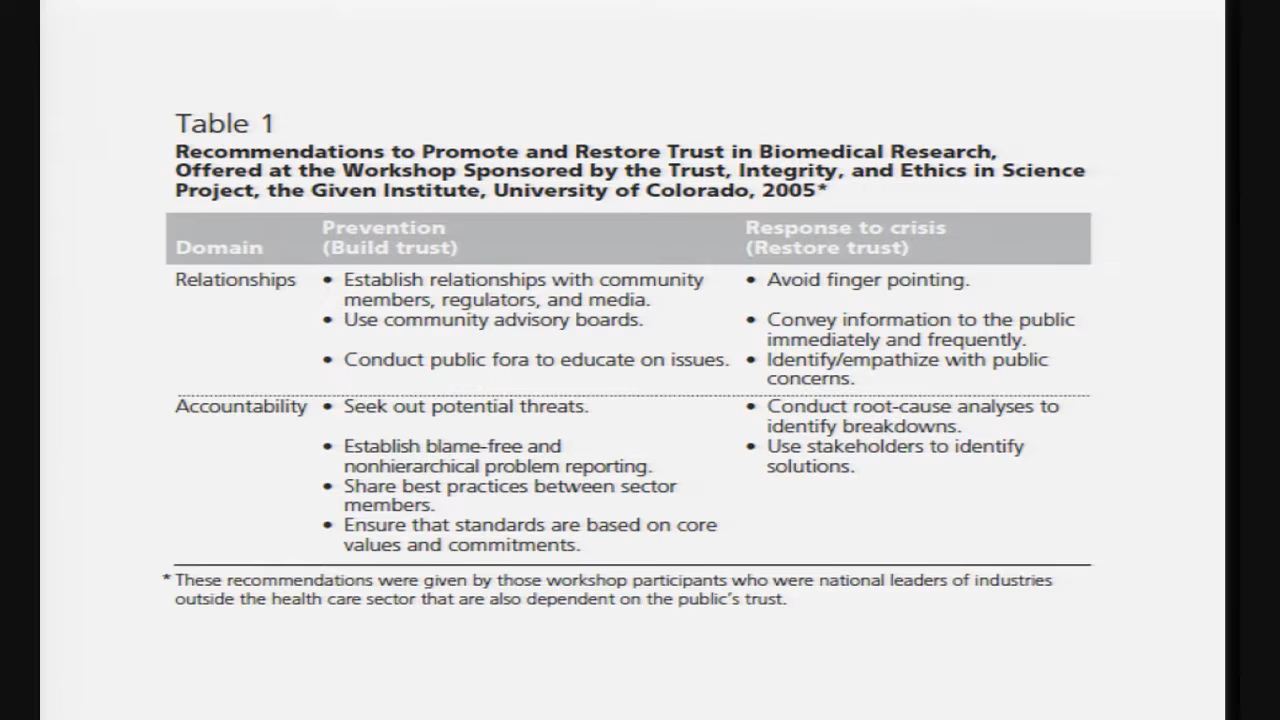 Table 1
Recommendations to Promote and Restore Trust in Biomedical Research,
Offered at the Workshop Sponsored by the Trust, Integrity, and Ethics in Science
Project, the Given Institute, University of Colorado, 2005*
Domain
Prevention
(Build trust)
Response to crisis
(Restore trust)
Relationships
• Establish relationships with community
members, regulators, and media.
• Use community advisory boards.
• Conduct public fora to educate on issues.
• Avoid finger pointing.
• Convey information to the public
immediately and frequently.
• Identify/empathize with public
concerns.
Accountability
• Seek out potential threats.
• Establish blame-free and
nonhierarchical problem reporting.
• Share best practices between sector
members.
• Ensure that standards are based on core
values and commitments.
• Conduct root-cause analyses to
identify breakdowns.
• Use stakeholders to identify
solutions.
* These recommendations were given by those workshop participants who were national leaders of industries
outside the health care sector that are also dependent on the public's trust.